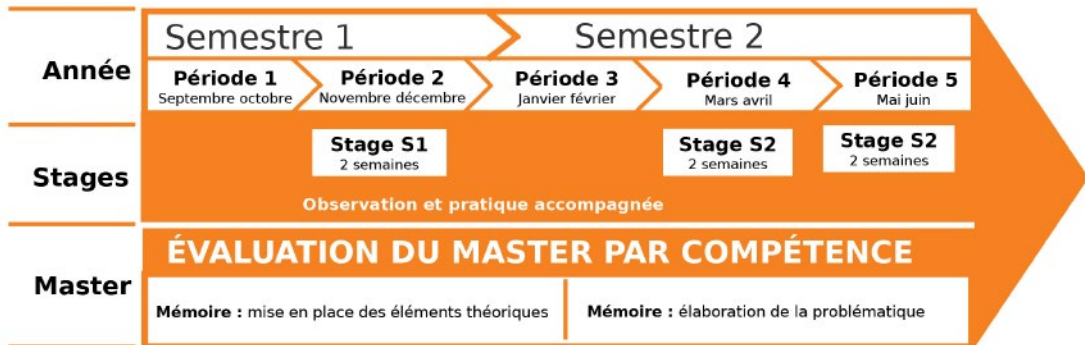 Année
Semestre 1
Semestre 2
Période 1
Septembre octobre
Période 2
Novembre décembre
Période 3
Janvier février
Période 4
Mars avril
Période 5
Mai juin
Stages
Stage S1
2 semaines
Stage S2
2 semaines
Stage S2
2 semaines
Observation et pratique accompagnée
Master
ÉVALUATION DU MASTER PAR COMPÉTENCE
Mémoire : mise en place des éléments théoriques
Mémoire : élaboration de la problématique